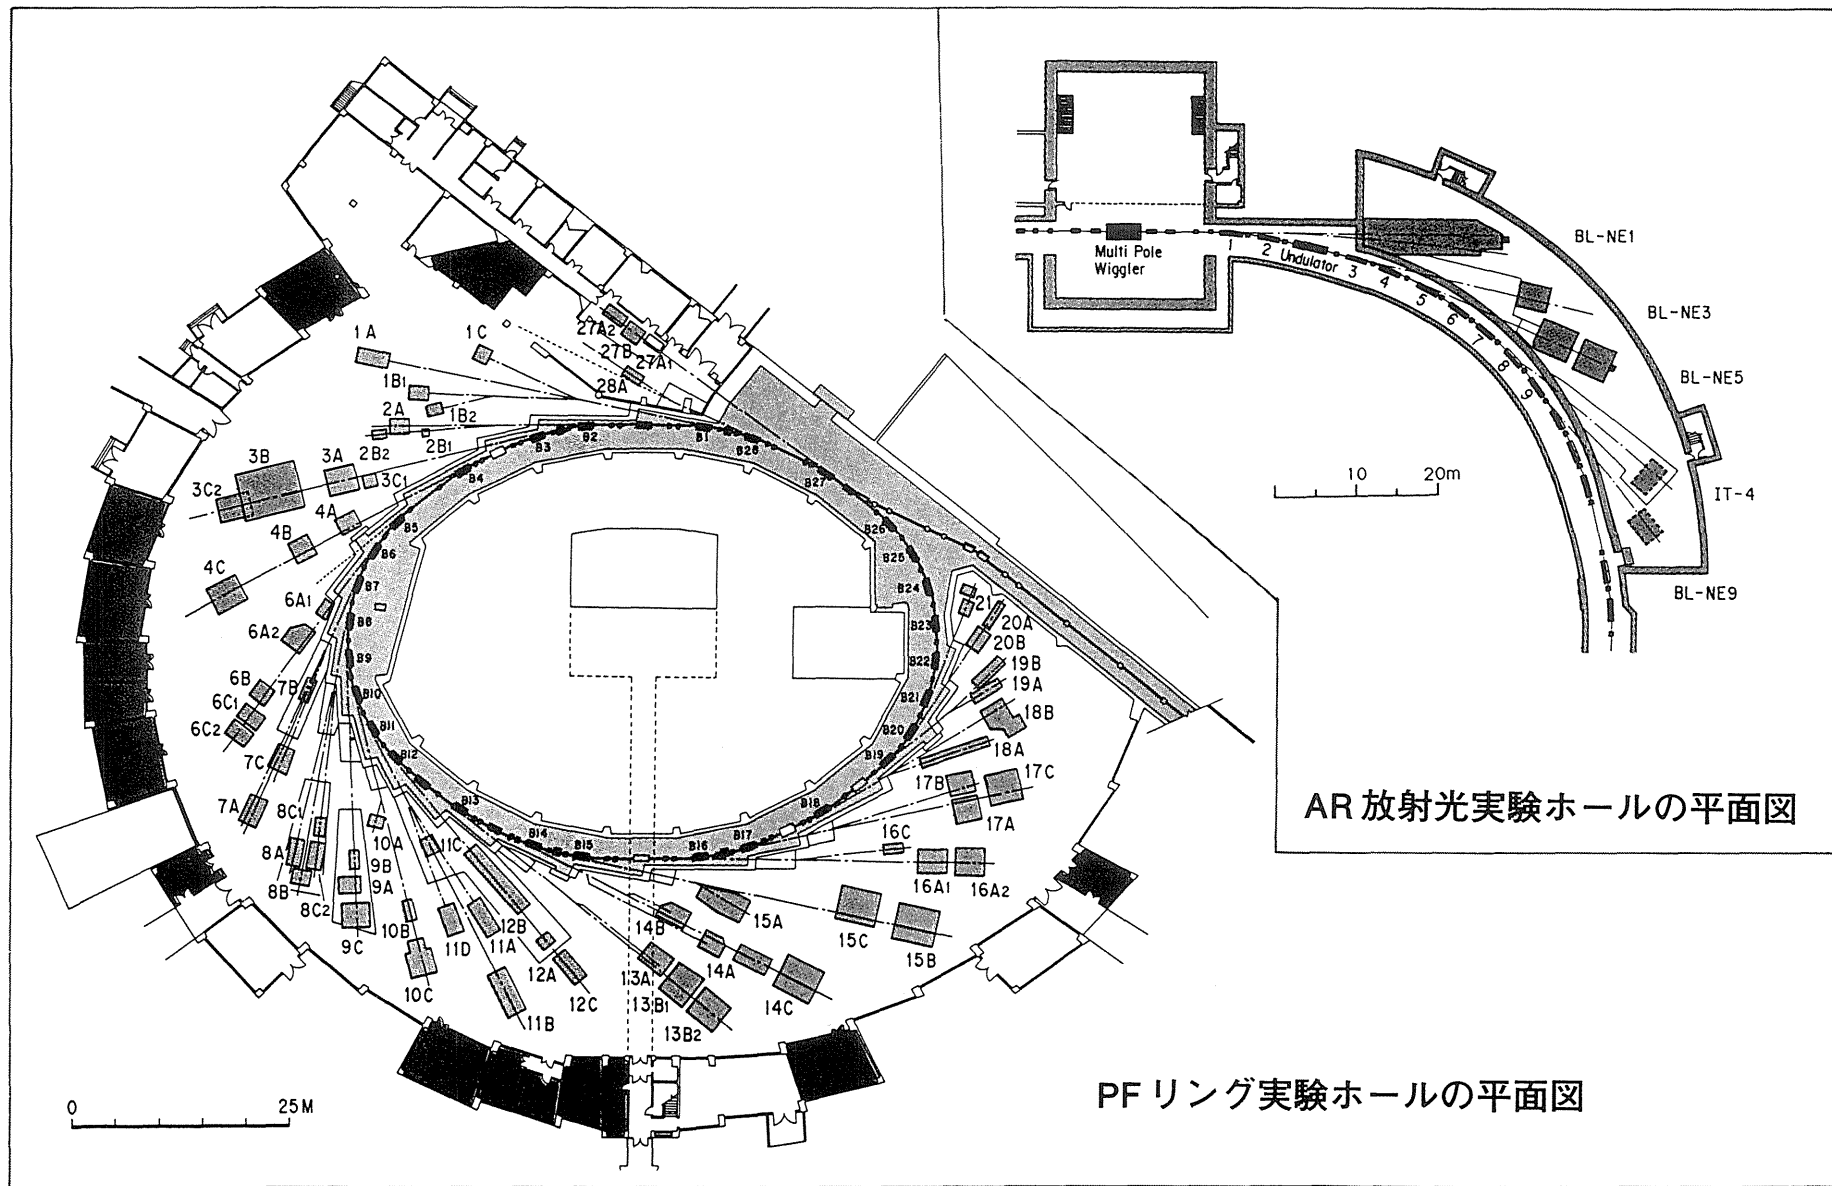 1A
1C
27A2
27B
27A1
28A
1B1
1B2
2A
2B2
2B1
3B
3A
3C1
3C2
4A
4B
4C
6A1
6A2
6B
6C1
6C2
7B
7C
7A
8C1
8A
8B
8C2
9B
9A
9C
10A
10B
10C
11C
11D
11A
11B
12B
12A
12C
13A
13B1
13B2
14B
14A
14C
15A
15C
15B
16C
16A1
16A2
17B
17C
17A
18B
18A
19B
19A
20A
20B
21
B1
B2
B3
B4
B5
B6
B7
B8
B9
B10
B11
B12
B13
B14
B15
B16
B17
B18
B19
B20
B21
B22
B23
B24
B25
B26
B27
B28
0 25M
PF リング実験ホールの平面図
Multi Pole
Wiggler
1
2
Undulator
3
4
5
6
7
8
9
BL-NE1
BL-NE3
BL-NE5
IT-4
BL-NE9
10 20m
AR 放射光実験ホールの平面図